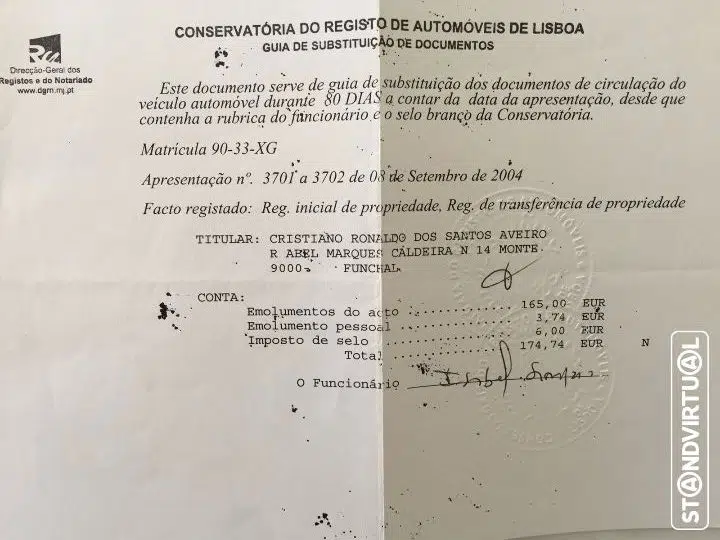 CONSERVATÓRIA DO REGISTO DE AUTOMÓVEIS DE LISBOA
GUIA DE SUBSTITUIÇÃO DE DOCUMENTOS
Direcção-Geral dos
Registos e do Notariado
www.dgrn.mj.pt
Este documento serve de guia de substituição dos documentos de circulação do
veículo automóvel durante 80 DIAS a contar da data da apresentação, desde que
contenha a rubrica do funcionário e o selo branco da Conservatória.
Matrícula 90-33-XG
Apresentação nº. 3701 a 3702 de 08 de Setembro de 2004
Facto registado: Reg. inicial de propriedade, Reg. de transferência de propriedade
TITULAR: CRISTIANO RONALDO DOS SANTOS AVEIRO
R ABEL MARQUES CALDEIRA N 14 MONTE
9000- FUNCHAL
CONTA:
Emolumentos do acto ............. 165,00 EUR
Emolumento pessoal ............. 3,74 EUR
Imposto de selo ............. 6,00 EUR
Total ............. 174,74 EUR N
O Funcionário Isabel
STANDVIRTUAL